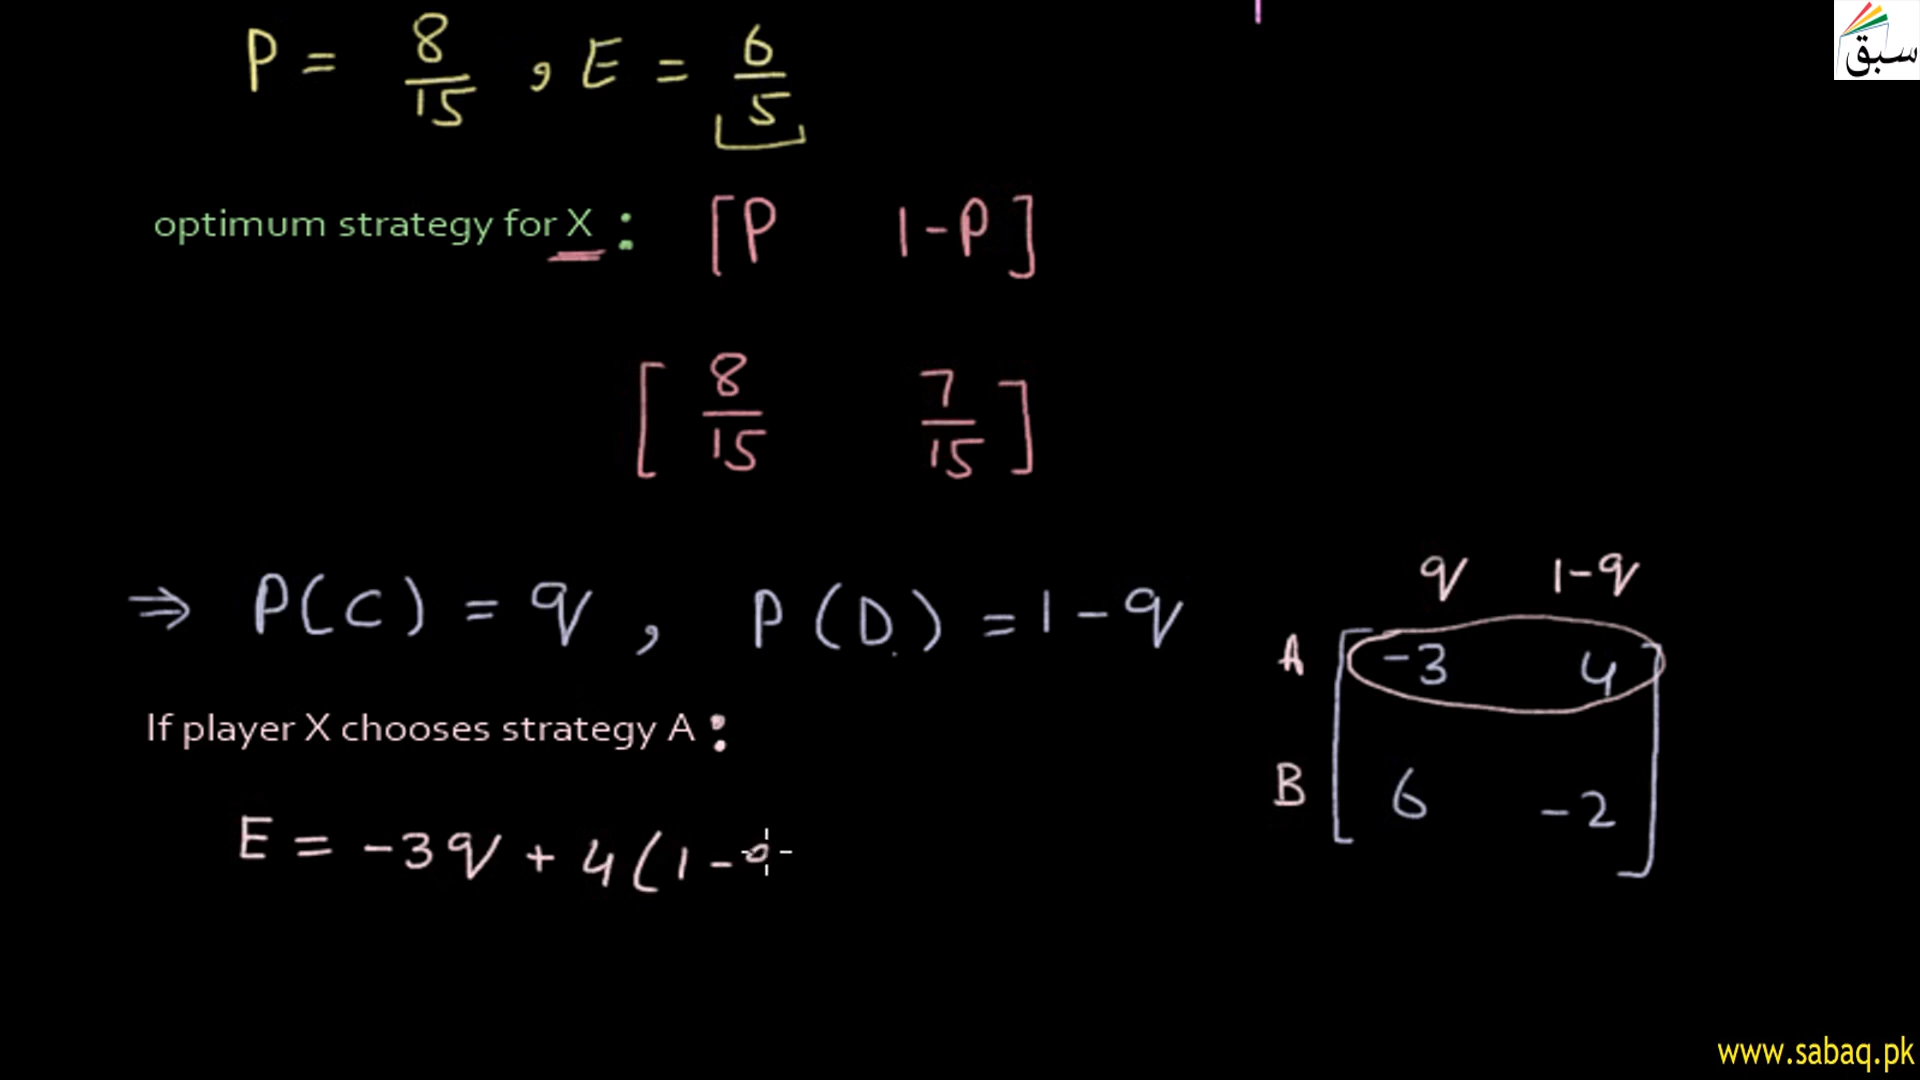 سبق
P = 8/15 , E = 6/5
optimum strategy for X : [P 1-P]
[8/15 7/15]
⇒ P(C) = q , P(D) = 1-q
q 1-q
A [-3 4]
B [6 -2]
If player X chooses strategy A :
E = -3q + 4(1-
www.sabaq.pk